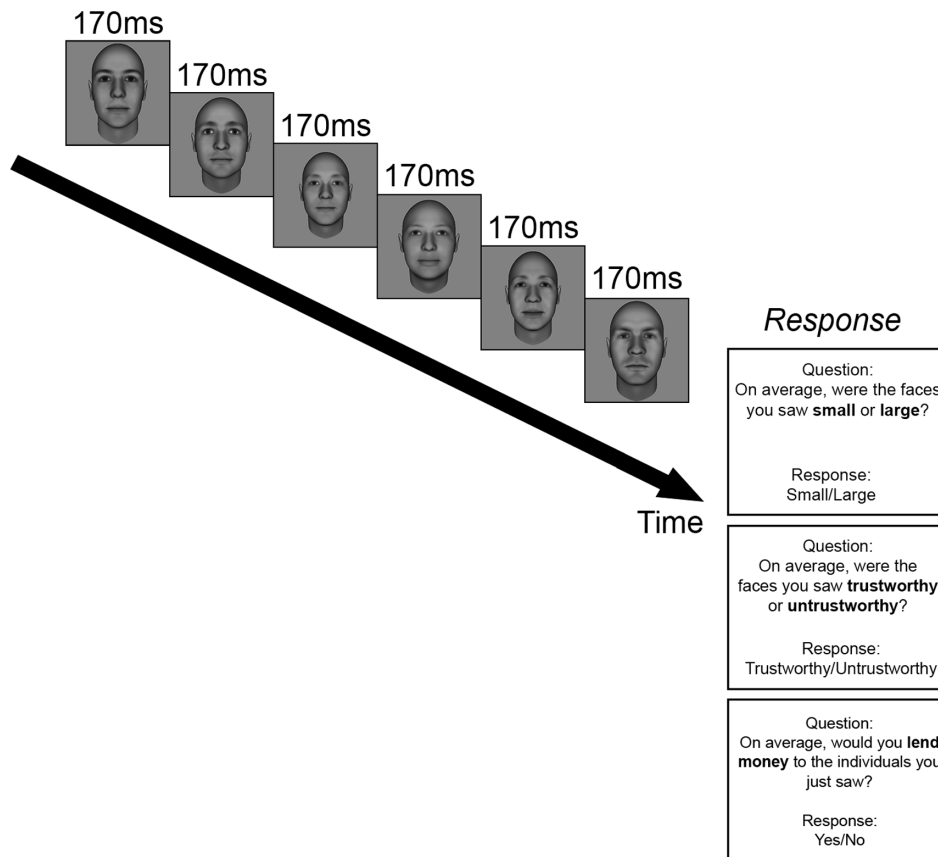 170ms
170ms
170ms
170ms
170ms
170ms
Time
Response
Question:
On average, were the faces
you saw small or large?
Response:
Small/Large
Question:
On average, were the
faces you saw trustworthy
or untrustworthy?
Response:
Trustworthy/Untrustworthy
Question:
On average, would you lend
money to the individuals you
just saw?
Response:
Yes/No